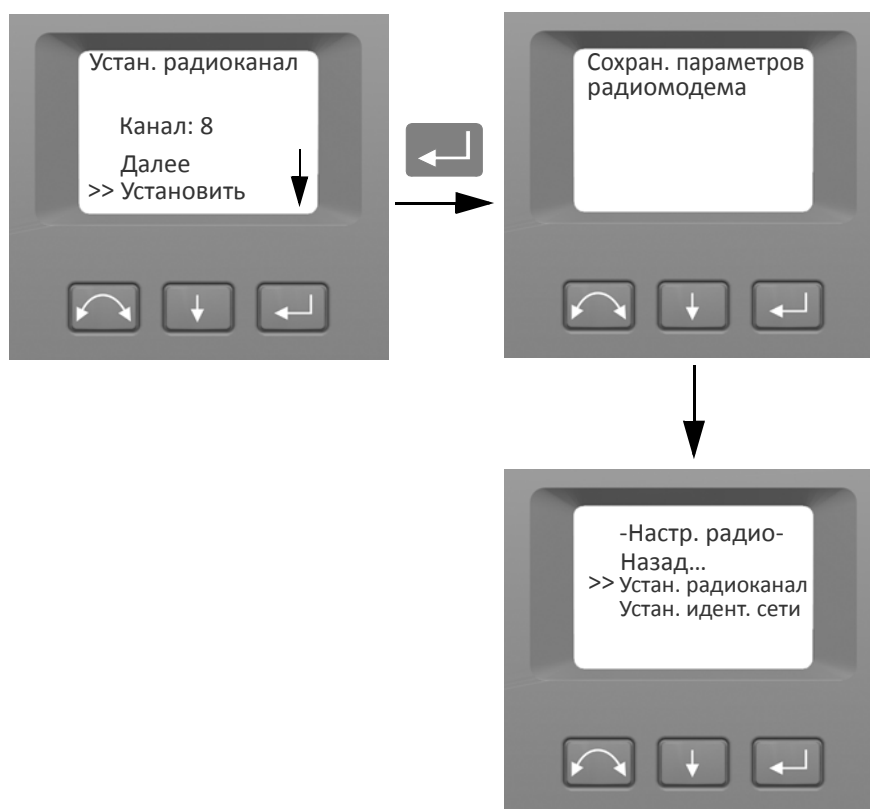 Устан. радиоканал
Канал: 8
Далее
>> Установить
Сохран. параметров
радиомодема
-Настр. радио-
Назад...
>> Устан. радиоканал
Устан. идент. сети